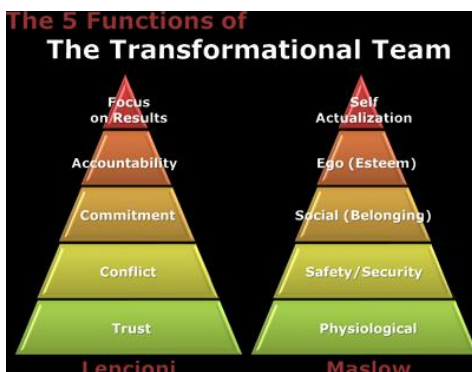 The 5 Functions of
The Transformational Team
Focus
on Results
Accountability
Commitment
Conflict
Trust
Lencioni
Self
Actualization
Ego (Esteem)
Social (Belonging)
Safety/Security
Physiological
Maslow